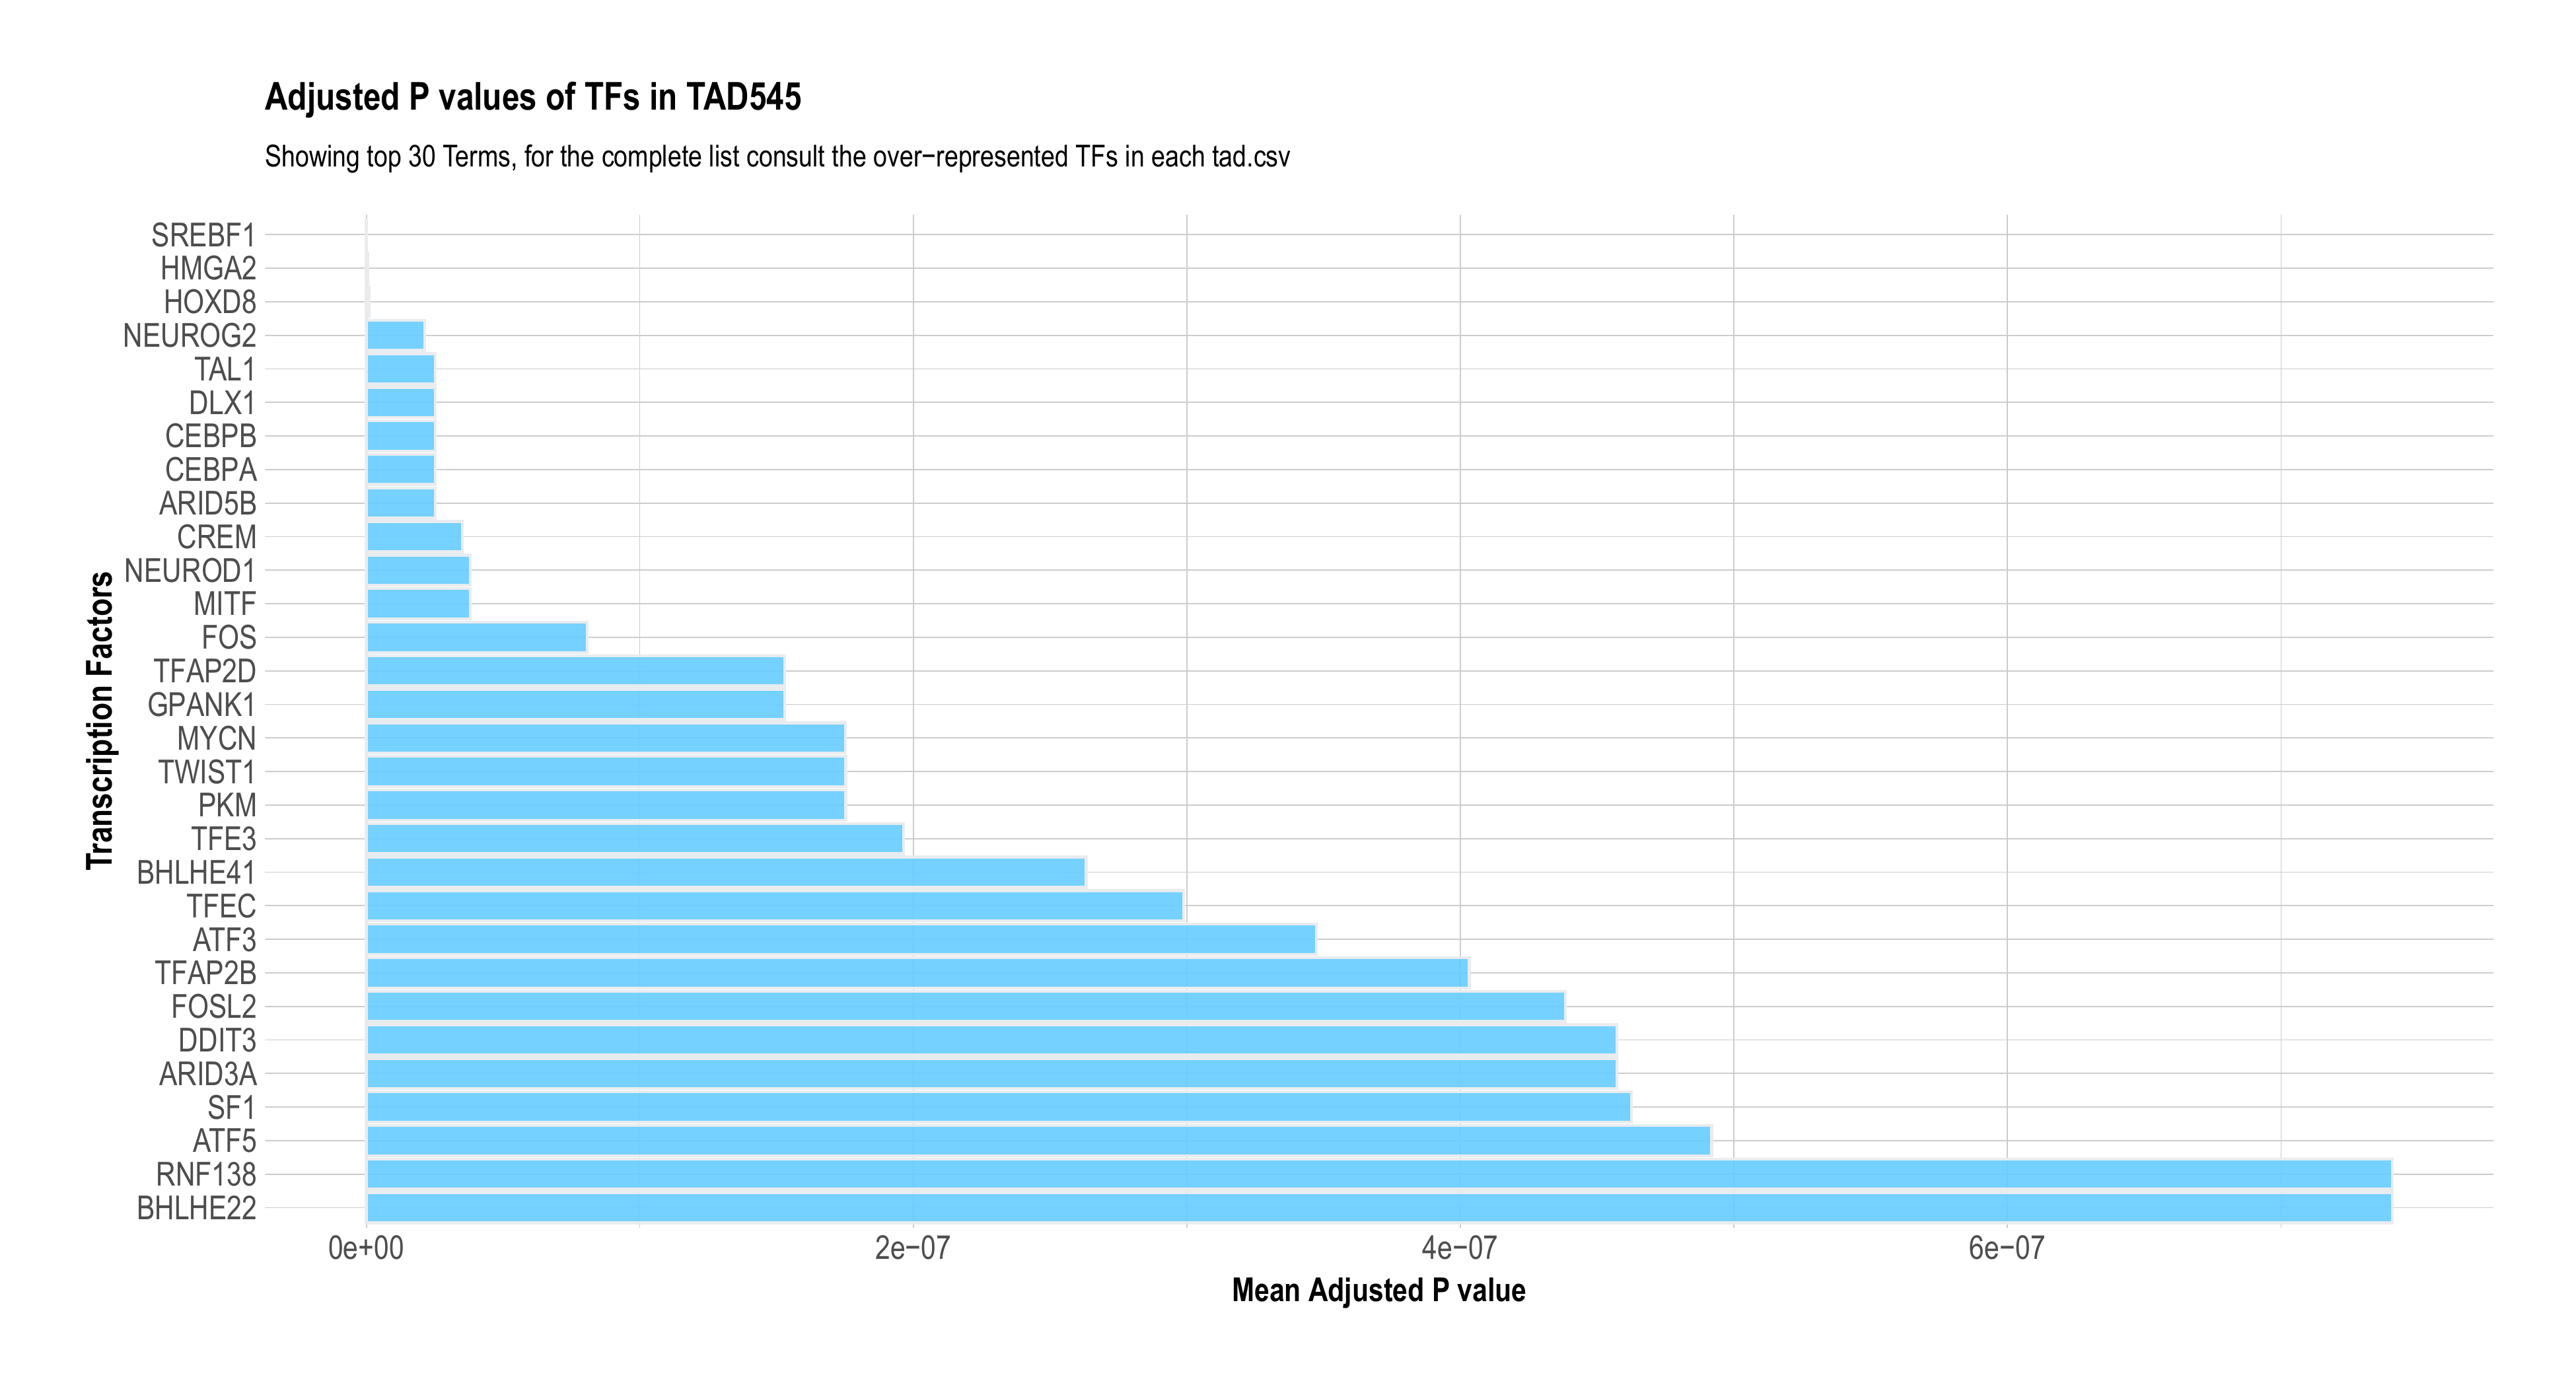 Adjusted P values of TFs in TAD545
Showing top 30 Terms, for the complete list consult the over−represented TFs in each tad.csv
Transcription Factors
SREBF1
HMGA2
HOXD8
NEUROG2
TAL1
DLX1
CEBPB
CEBPA
ARID5B
CREM
NEUROD1
MITF
FOS
TFAP2D
GPANK1
MYCN
TWIST1
PKM
TFE3
BHLHE41
TFEC
ATF3
TFAP2B
FOSL2
DDIT3
ARID3A
SF1
ATF5
RNF138
BHLHE22
0e+00 2e−07 4e−07 6e−07
Mean Adjusted P value